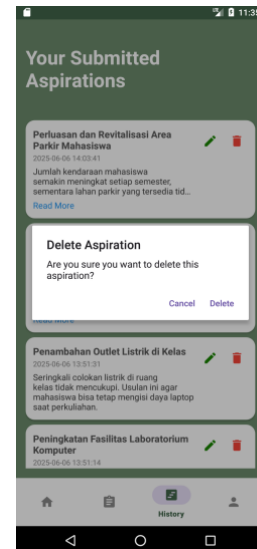 11:35
Your Submitted
Aspirations
Perluasan dan Revitalisasi Area
Parkir Mahasiswa
2025-06-06 14:03:41
Jumlah kendaraan mahasiswa
semakin meningkat setiap semester,
sementara lahan parkir yang tersedia tid...
Read More
Delete Aspiration
Are you sure you want to delete this
aspiration?
Cancel Delete
Read More
Penambahan Outlet Listrik di Kelas
2025-06-06 13:51:31
Seringkali colokan listrik di ruang
kelas tidak mencukupi. Usulan ini agar
mahasiswa bisa tetap mengisi daya laptop
saat perkuliahan.
Peningkatan Fasilitas Laboratorium
Komputer
2025-06-06 13:51:14
History